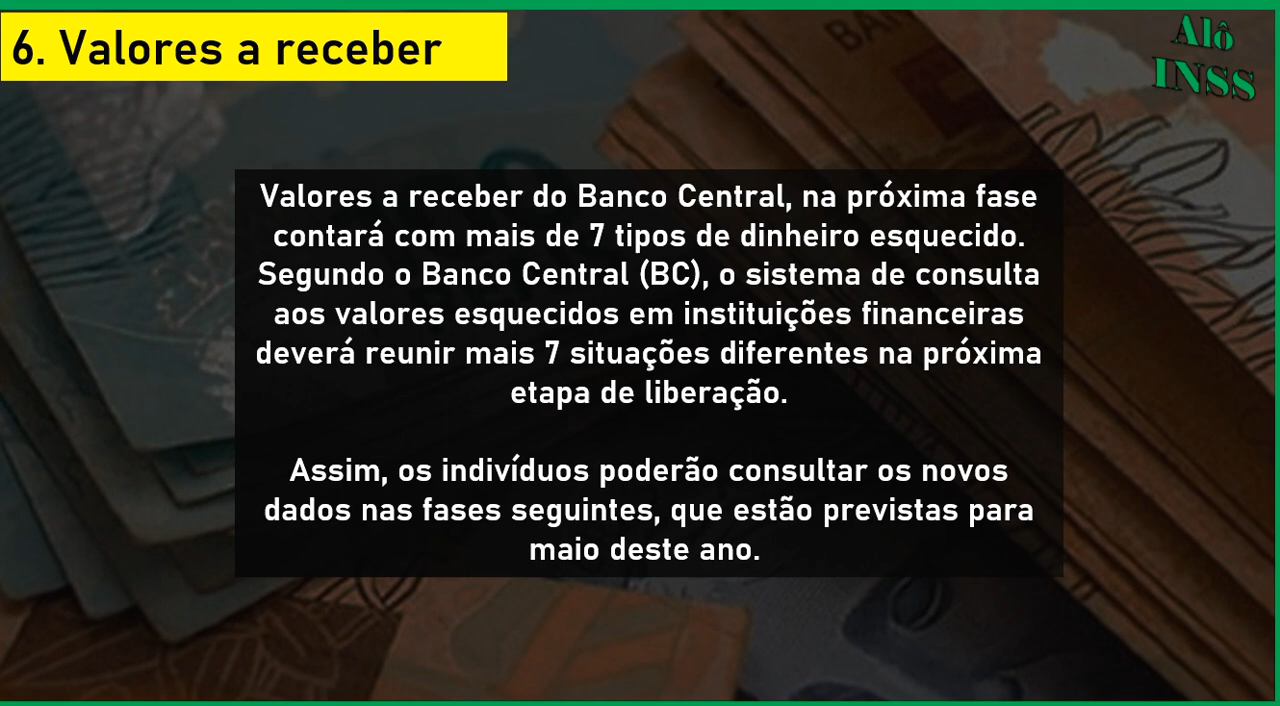 6. Valores a receber
Alô
INSS
BAN
Valores a receber do Banco Central, na próxima fase
contará com mais de 7 tipos de dinheiro esquecido.
Segundo o Banco Central (BC), o sistema de consulta
aos valores esquecidos em instituições financeiras
deverá reunir mais 7 situações diferentes na próxima
etapa de liberação.
Assim, os indivíduos poderão consultar os novos
dados nas fases seguintes, que estão previstas para
maio deste ano.